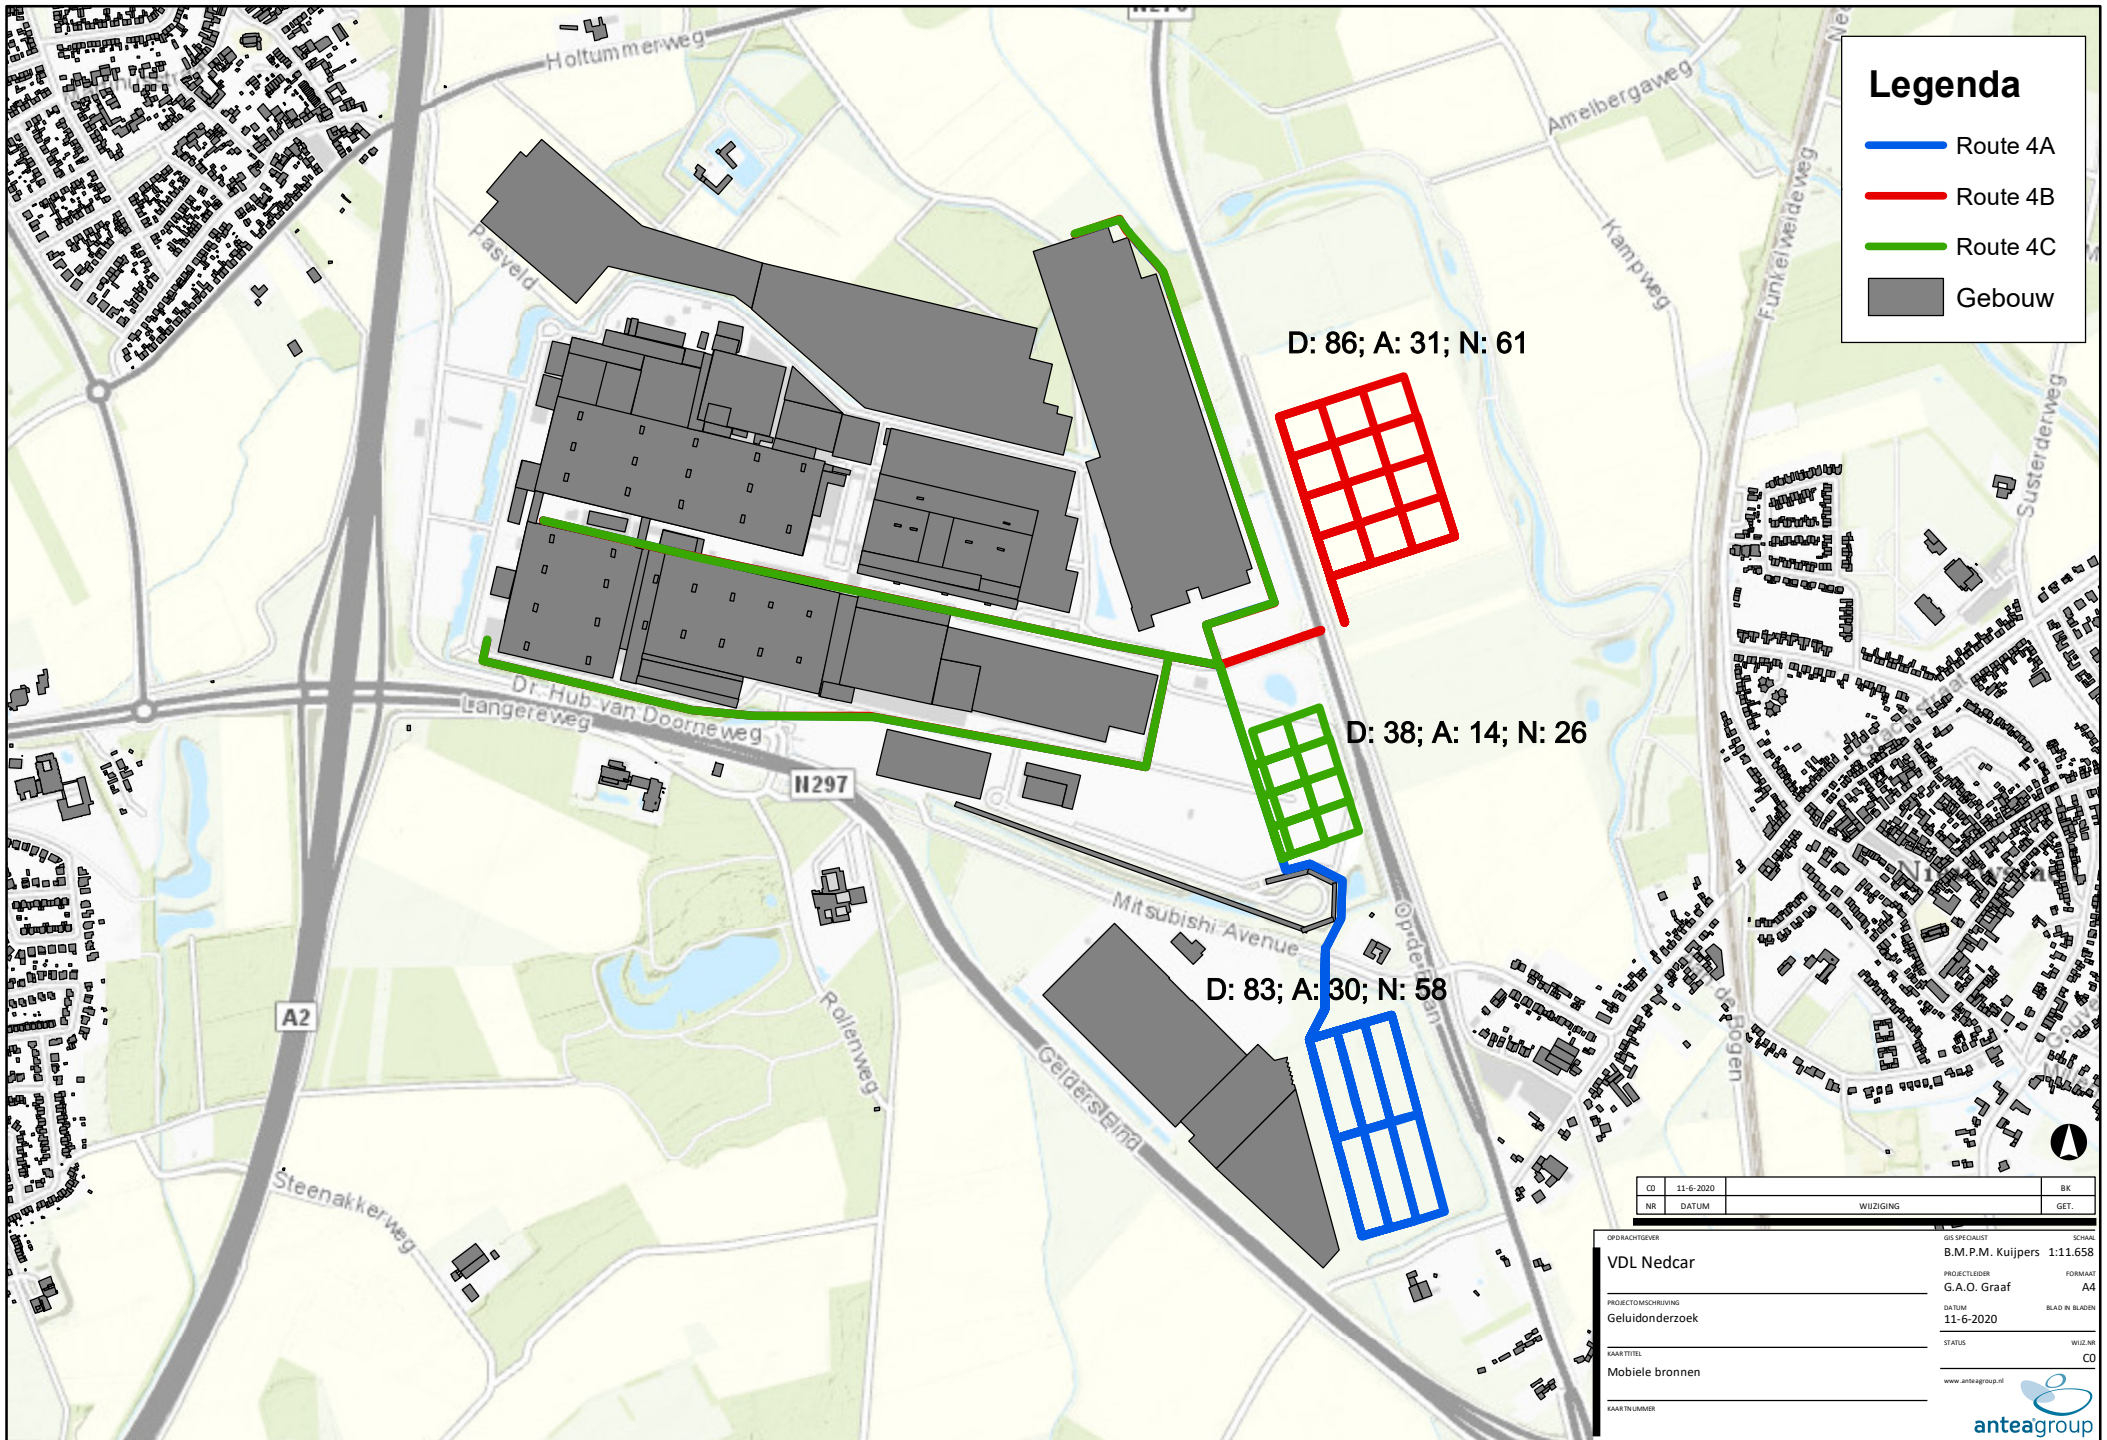 Holtummerweg
Amelbergaweg
Legenda
Route 4A
Route 4B
Route 4C
Gebouw
Pasveld
Kampweg
Funkelweideweg
D: 86; A: 31; N: 61
Susterderweg
Dr. Hub van Doorneweg
Langereweg
D: 38; A: 14; N: 26
N297
Mitsubishi Avenue
D: 83; A: 30; N: 58
A2
Rollenweg
Gelderseind
Steenakkerweg
C0 11-6-2020 BK
NR DATUM WIJZIGING GET.
OPDRACHTGEVER
VDL Nedcar
PROJECTOMSCHRIJVING
Geluidonderzoek
KAARTTITEL
Mobiele bronnen
KAARTNUMMER
GIS SPECIALIST SCHAAL
B.M.P.M. Kuijpers 1:11.658
PROJECTLEIDER FORMAAT
G.A.O. Graaf A4
DATUM BLAD IN BLADEN
11-6-2020
STATUS WIJZ.NR
C0
www.anteagroup.nl
anteagroup